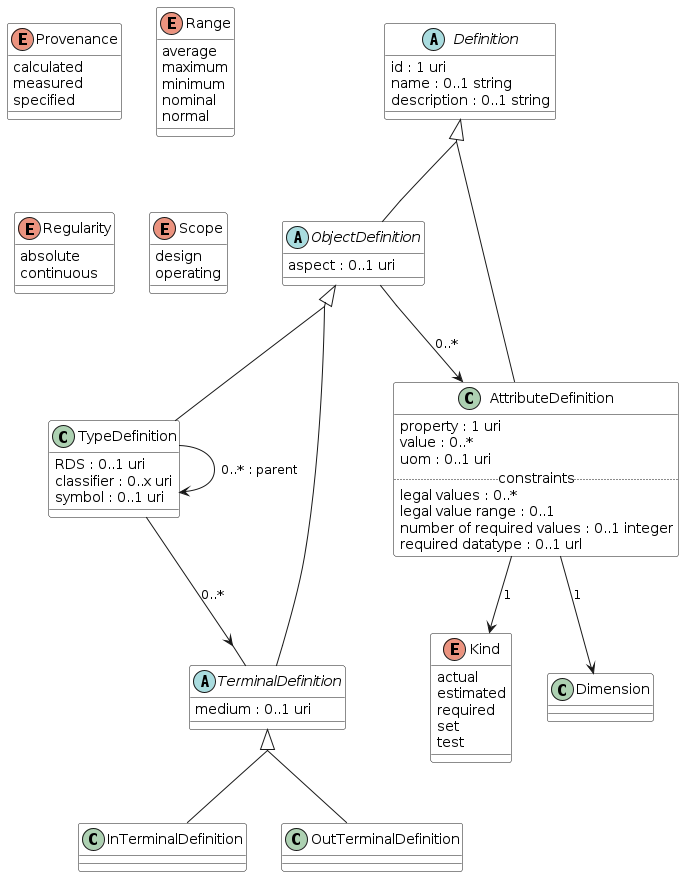 E Provenance
calculated
measured
specified
E Range
average
maximum
minimum
nominal
normal
A Definition
id : 1 uri
name : 0..1 string
description : 0..1 string
E Regularity
absolute
continuous
E Scope
design
operating
A ObjectDefinition
aspect : 0..1 uri
0..*
C TypeDefinition
RDS : 0..1 uri
classifier : 0..x uri
symbol : 0..1 uri
0..* : parent
C AttributeDefinition
property : 1 uri
value : 0..*
uom : 0..1 uri
constraints
legal values : 0..*
legal value range : 0..1
number of required values : 0..1 integer
required datatype : 0..1 url
0..*
1
1
A TerminalDefinition
medium : 0..1 uri
E Kind
actual
estimated
required
set
test
C Dimension
C InTerminalDefinition
C OutTerminalDefinition